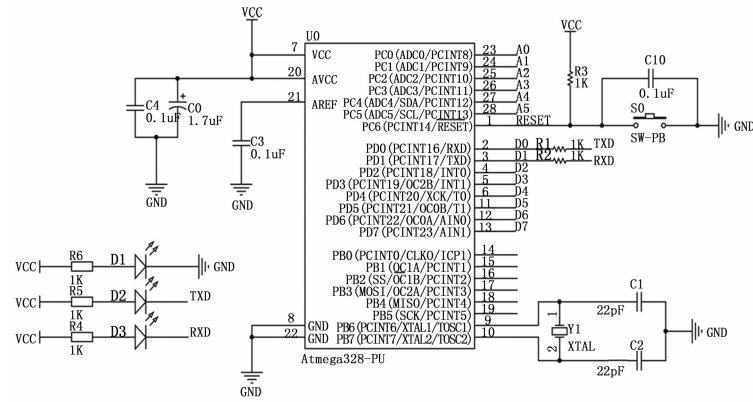 VCC
U0
7 VCC
20 AVCC
21 AREF
C4
0.1uF
C0
+
1.7uF
GND
C3
0.1uF
GND
PC0(ADC0/PCINT8) 23 A0
PC1(ADC1/PCINT9) 24 A1
PC2(ADC2/PCINT10) 25 A2
PC3(ADC3/PCINT11) 26 A3
PC4(ADC4/SDA/PCINT12) 27 A4
PC5(ADC5/SCL/PCINT13) 28 A5
PC6(PCINT14/RESET) 1 RESET
VCC
R3
1K
C10
0.1uF
S0
SW-PB
GND
PD0(PCINT16/RXD) 2 D0 R1 1K TXD
PD1(PCINT17/TXD) 3 D1 R2 1K RXD
PD2(PCINT18/INT0) 4 D2
PD3(PCINT19/OC2B/INT1) 5 D3
PD4(PCINT20/XCK/T0) 6 D4
PD5(PCINT21/OC0B/T1) 11 D5
PD6(PCINT22/OC0A/AIN0) 12 D6
PD7(PCINT23/AIN1) 13 D7
PB0(PCINT0/CLKO/ICP1) 14
PB1(OC1A/PCINT1) 15
PB2(SS/OC1B/PCINT2) 16
PB3(MOSI/OC2A/PCINT3) 17
PB4(MISO/PCINT4) 18
PB5(SCK/PCINT5) 19
8 GND PB6(PCINT6/XTAL1/TOSC1) 9
22 GND PB7(PCINT7/XTAL2/TOSC2) 10
Atmega328-PU
GND
VCC R6 1K D1 GND
VCC R5 1K D2 TXD
VCC R4 1K D3 RXD
1
2
Y1
XTAL
C1
22pF
C2
22pF
GND